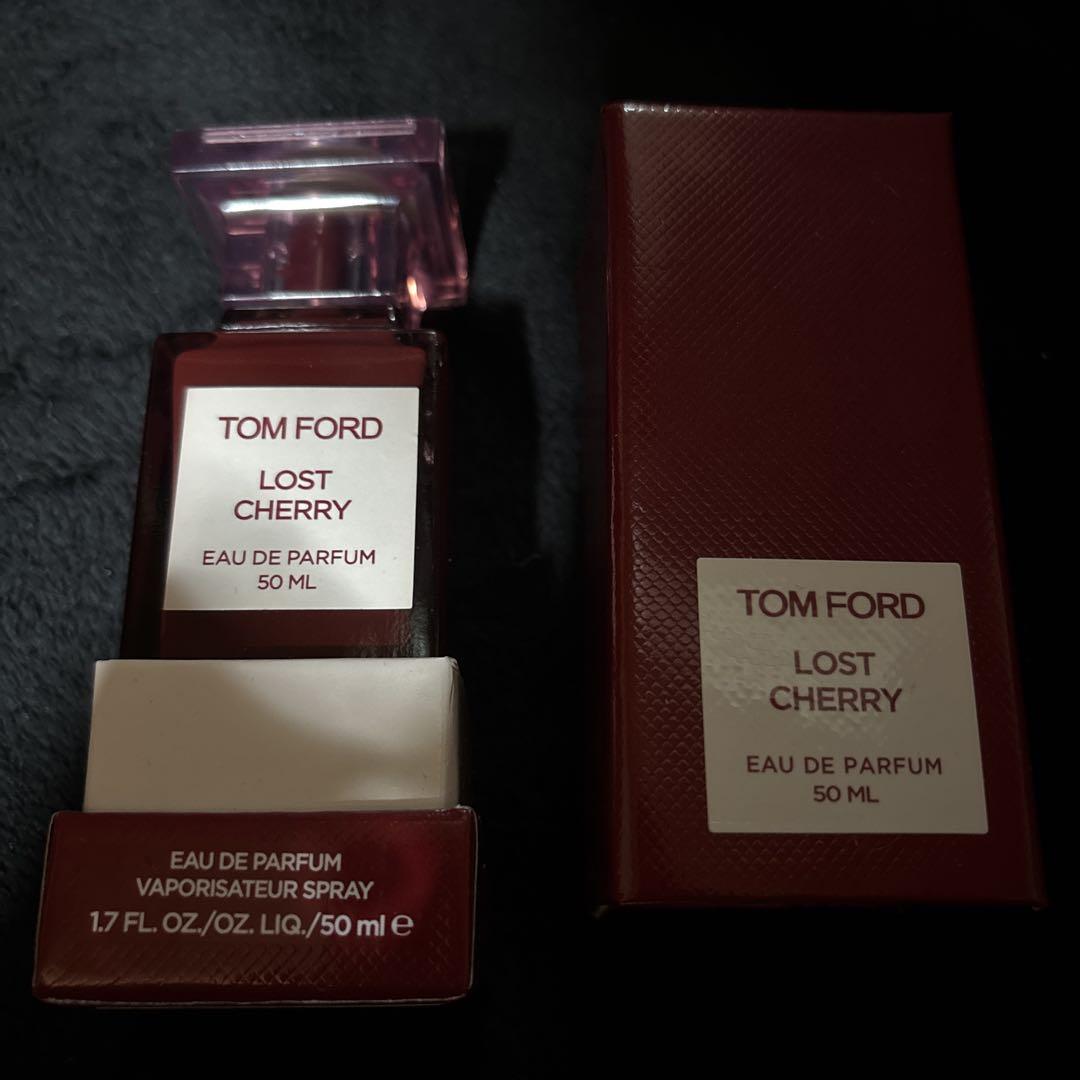 TOM FORD
LOST
CHERRY
EAU DE PARFUM
50 ML
EAU DE PARFUM
VAPORISATEUR SPRAY
1.7 FL. OZ./OZ. LIQ./50 ml ℮
TOM FORD
LOST
CHERRY
EAU DE PARFUM
50 ML